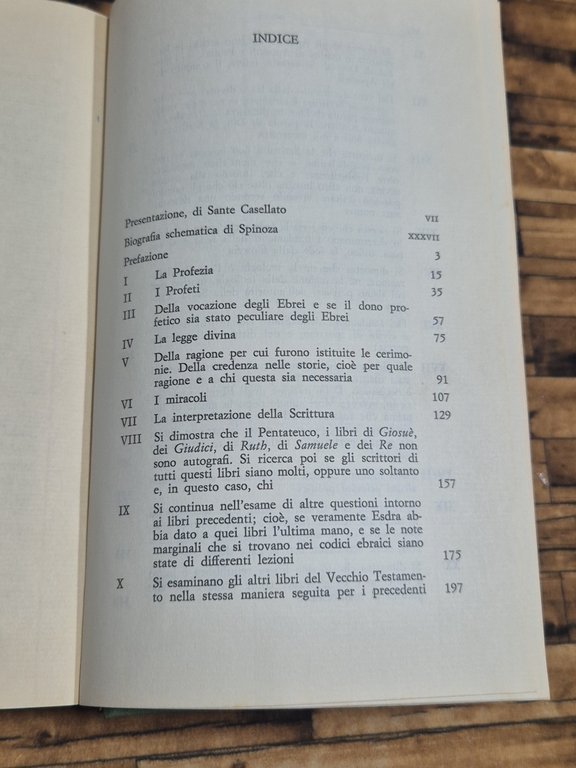 INDICE
Presentazione, di Sante Casellato VII
Biografia schematica di Spinoza XXXVII
Prefazione 3
I La Profezia 15
II I Profeti 35
III Della vocazione degli Ebrei e se il dono pro-
fetico sia stato peculiare degli Ebrei 57
IV La legge divina 75
V Della ragione per cui furono istituite le cerimo-
nie. Della credenza nelle storie, cioè per quale
ragione e a chi questa sia necessaria 91
VI I miracoli 107
VII La interpretazione della Scrittura 129
VIII Si dimostra che il Pentateuco, i libri di Giosuè,
dei Giudici, di Ruth, di Samuele e dei Re non
sono autografi. Si ricerca poi se gli scrittori di
tutti questi libri siano molti, oppure uno soltanto
e, in questo caso, chi 157
IX Si continua nell'esame di altre questioni intorno
ai libri precedenti; cioè, se veramente Esdra ab-
bia dato a quei libri l'ultima mano, e se le note
marginali che si trovano nei codici ebraici siano
state di differenti lezioni 175
X Si esaminano gli altri libri del Vecchio Testamen-
to nella stessa maniera seguita per i precedenti 197